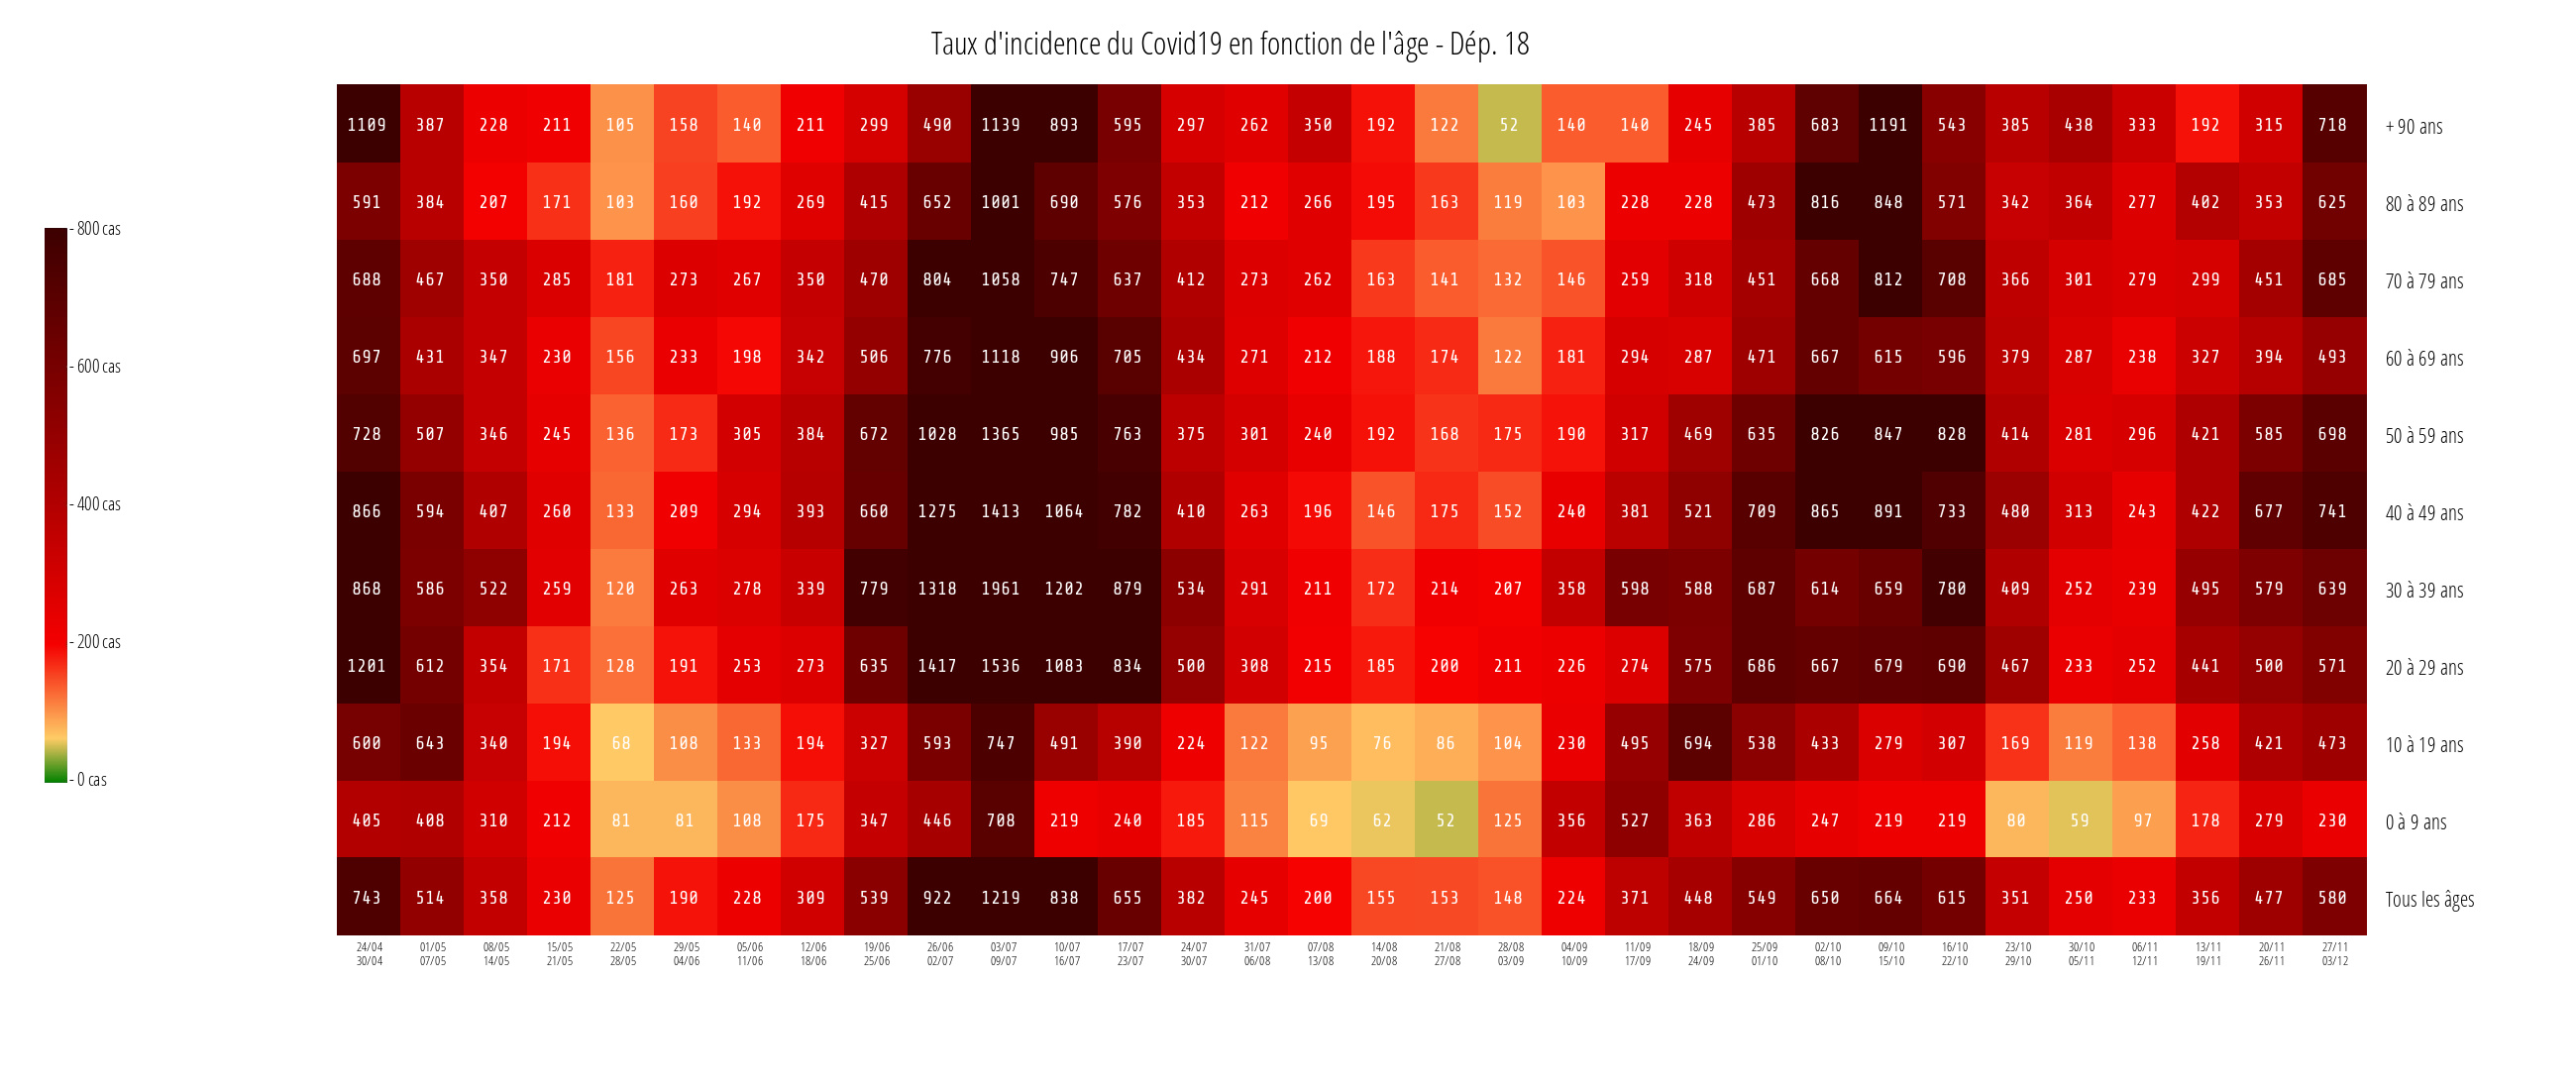 Taux d'incidence du Covid19 en fonction de l'âge - Dép. 18
- 800 cas
- 600 cas
- 400 cas
- 200 cas
- 0 cas
1109 387 228 211 105 158 140 211 299 490 1139 893 595 297 262 350 192 122 52 140 140 245 385 683 1191 543 385 438 333 192 315 718 + 90 ans
591 384 207 171 103 160 192 269 415 652 1001 690 576 353 212 266 195 163 119 103 228 228 473 816 848 571 342 364 277 402 353 625 80 à 89 ans
688 467 350 285 181 273 267 350 470 804 1058 747 637 412 273 262 163 141 132 146 259 318 451 668 812 708 366 301 279 299 451 685 70 à 79 ans
697 431 347 230 156 233 198 342 506 776 1118 906 705 434 271 212 188 174 122 181 294 287 471 667 615 596 379 287 238 327 394 493 60 à 69 ans
728 507 346 245 136 173 305 384 672 1028 1365 985 763 375 301 240 192 168 175 190 317 469 635 826 847 828 414 281 296 421 585 698 50 à 59 ans
866 594 407 260 133 209 294 393 660 1275 1413 1064 782 410 263 196 146 175 152 240 381 521 709 865 891 733 480 313 243 422 677 741 40 à 49 ans
868 586 522 259 120 263 278 339 779 1318 1961 1202 879 534 291 211 172 214 207 358 598 588 687 614 659 780 409 252 239 495 579 639 30 à 39 ans
1201 612 354 171 128 191 253 273 635 1417 1536 1083 834 500 308 215 185 200 211 226 274 575 686 667 679 690 467 233 252 441 500 571 20 à 29 ans
600 643 340 194 68 108 133 194 327 593 747 491 390 224 122 95 76 86 104 230 495 694 538 433 279 307 169 119 138 258 421 473 10 à 19 ans
405 408 310 212 81 81 108 175 347 446 708 219 240 185 115 69 62 52 125 356 527 363 286 247 219 219 80 59 97 178 279 230 0 à 9 ans
743 514 358 230 125 190 228 309 539 922 1219 838 655 382 245 200 155 153 148 224 371 448 549 650 664 615 351 250 233 356 477 580 Tous les âges
24/04 01/05 08/05 15/05 22/05 29/05 05/06 12/06 19/06 26/06 03/07 10/07 17/07 24/07 31/07 07/08 14/08 21/08 28/08 04/09 11/09 18/09 25/09 02/10 09/10 16/10 23/10 30/10 06/11 13/11 20/11 27/11
30/04 07/05 14/05 21/05 28/05 04/06 11/06 18/06 25/06 02/07 09/07 16/07 23/07 30/07 06/08 13/08 20/08 27/08 03/09 10/09 17/09 24/09 01/10 08/10 15/10 22/10 29/10 05/11 12/11 19/11 26/11 03/12